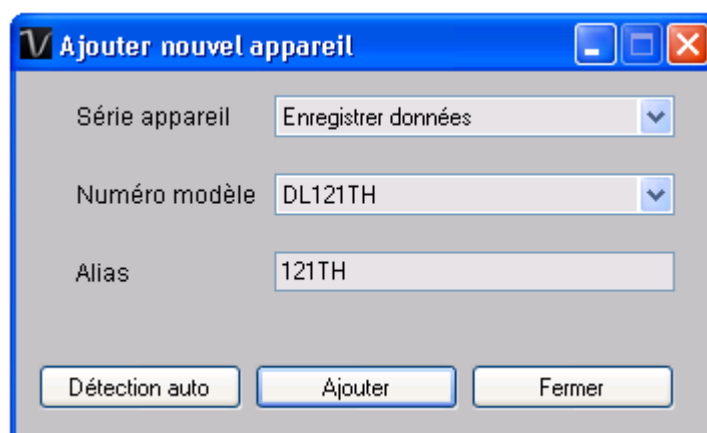 Ajouter nouvel appareil
Série appareil Enregistrer données
Numéro modèle DL121TH
Alias 121TH
Détection auto Ajouter Fermer